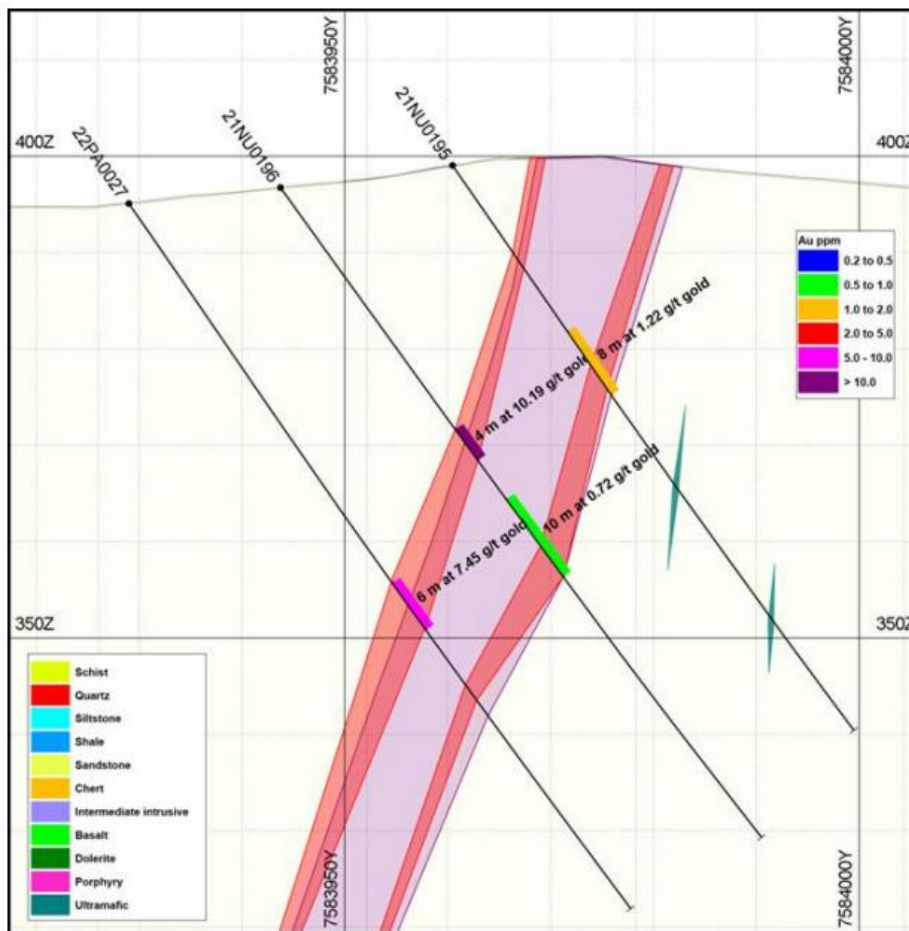 7583950Y
7584000Y
400Z
400Z
22PA0027
21NU0196
21NU0195
Au ppm
0.2 to 0.5
0.5 to 1.0
1.0 to 2.0
2.0 to 5.0
5.0 - 10.0
> 10.0
8 m at 1.22 g/t gold
4 m at 10.19 g/t gold
10 m at 0.72 g/t gold
6 m at 7.45 g/t gold
350Z
350Z
Schist
Quartz
Siltstone
Shale
Sandstone
Chert
Intermediate intrusive
Basalt
Dolerite
Porphyry
Ultramafic
7583950Y
7584000Y